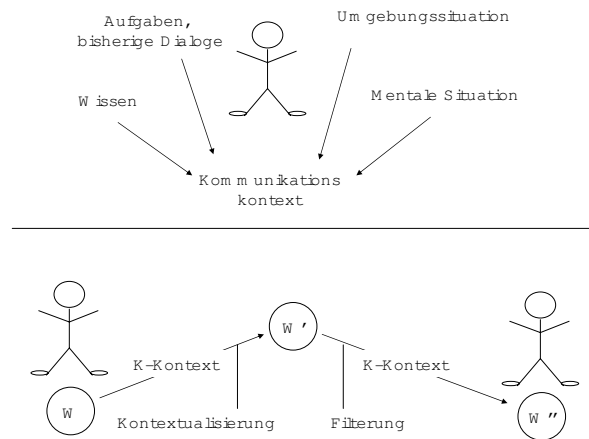 Aufgaben,
bisherige Dialoge
Umgebungssituation
Wissen
Mentale Situation
Kommunikations
kontext
W'
K-Kontext
K-Kontext
W
Kontextualisierung
Filterung
W"